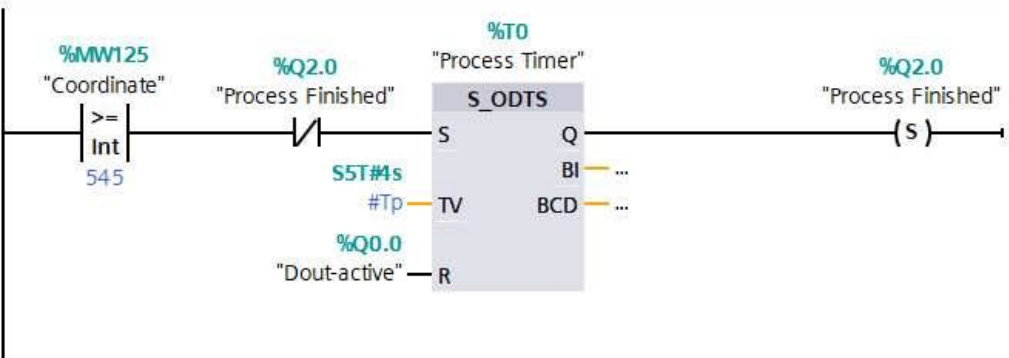 %T0
%MW125
"Process Timer"
%Q2.0
%Q2.0
"Coordinate"
"Process Finished"
S_ODTS
"Process Finished"
>=
Int
S
Q
S
545
S5T#4s
BI
...
#Tp
TV
BCD
...
%Q0.0
"Dout-active"
R